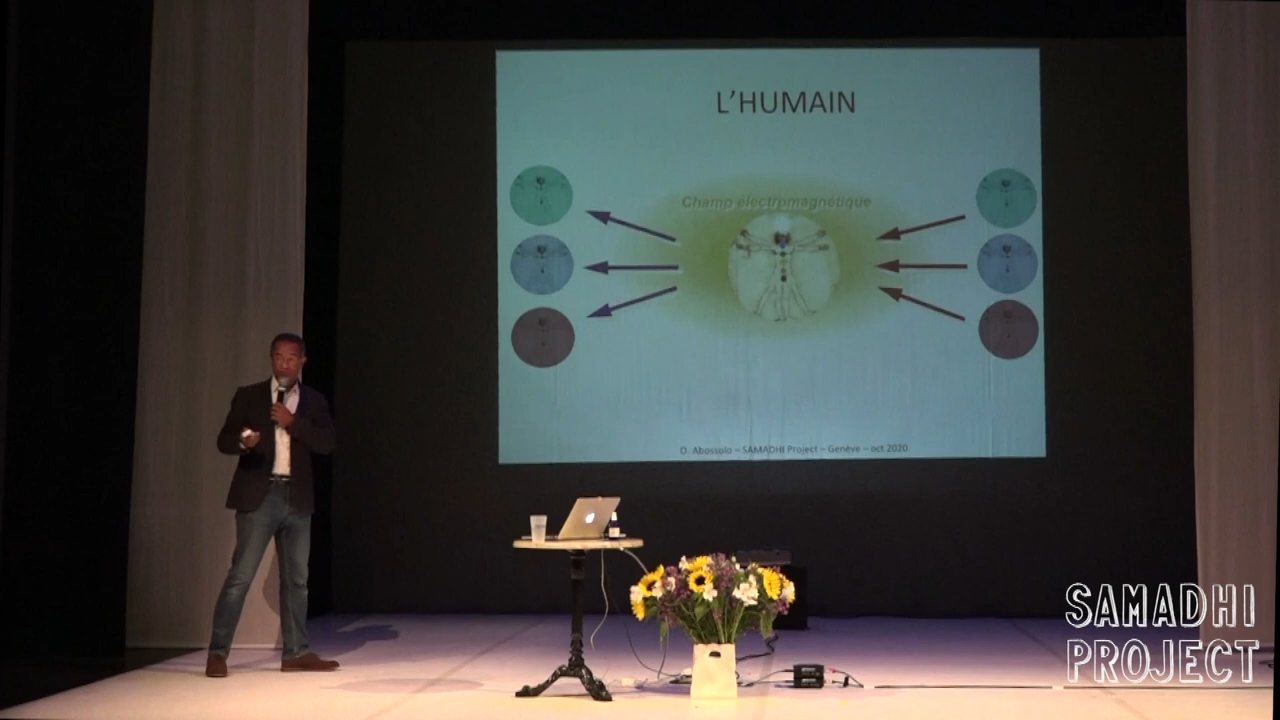 L'HUMAIN
Champ électromagnétique
O. Abossolo – SAMADHI Project – Genève – oct 2020
SAMADHI
PROJECT